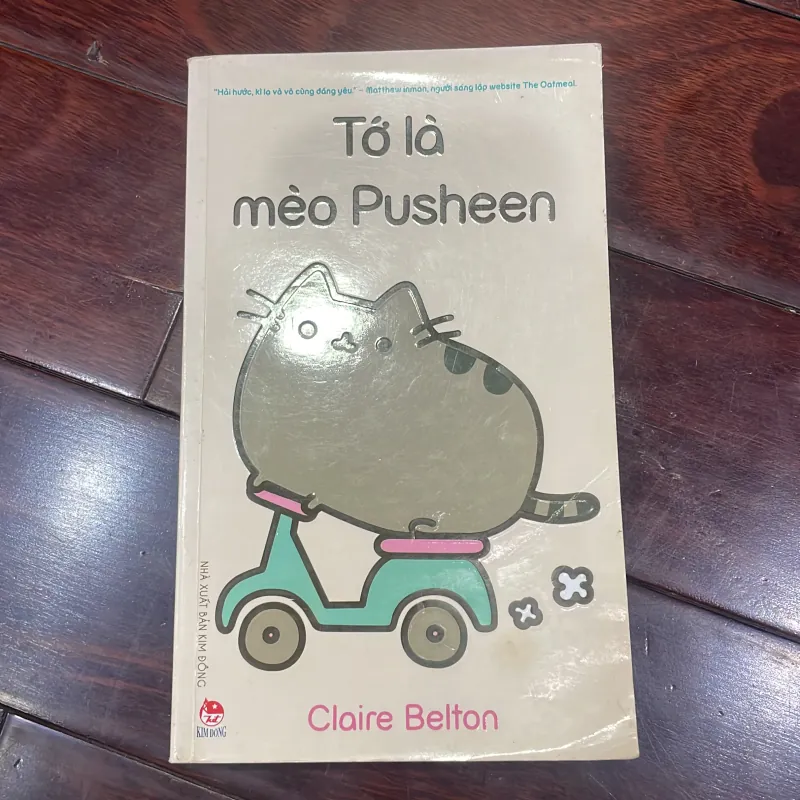 "Hài hước, kì lạ và vô cùng đáng yêu." – Matthew Inman, người sáng lập website The Oatmeal.
Tớ là
mèo Pusheen
NHÀ XUẤT BẢN KIM ĐỒNG
KIM ĐỒNG
Claire Belton